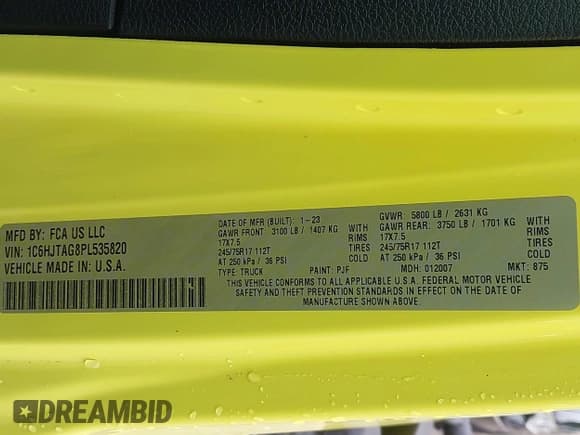 MFD BY: FCA US LLC
VIN: 1C6HJTAG8PL535820
VEHICLE MADE IN: U.S.A.
DATE OF MFR (BUILT): 1-23 GVWR: 5800 LB / 2631 KG
GAWR FRONT: 3100 LB / 1407 KG WITH GAWR REAR: 3750 LB / 1701 KG WITH
17X7.5 RIMS 17X7.5 RIMS
245/75R17 112T TIRES 245/75R17 112T TIRES
AT 250 kPa / 36 PSI COLD AT 250 kPa / 36 PSI COLD
TYPE: TRUCK PAINT: PJF MDH: 012007 MKT: 875
THIS VEHICLE CONFORMS TO ALL APPLICABLE U.S.A. FEDERAL MOTOR VEHICLE
SAFETY AND THEFT PREVENTION STANDARDS IN EFFECT ON THE DATE OF
MANUFACTURE SHOWN ABOVE.
DREAMBID